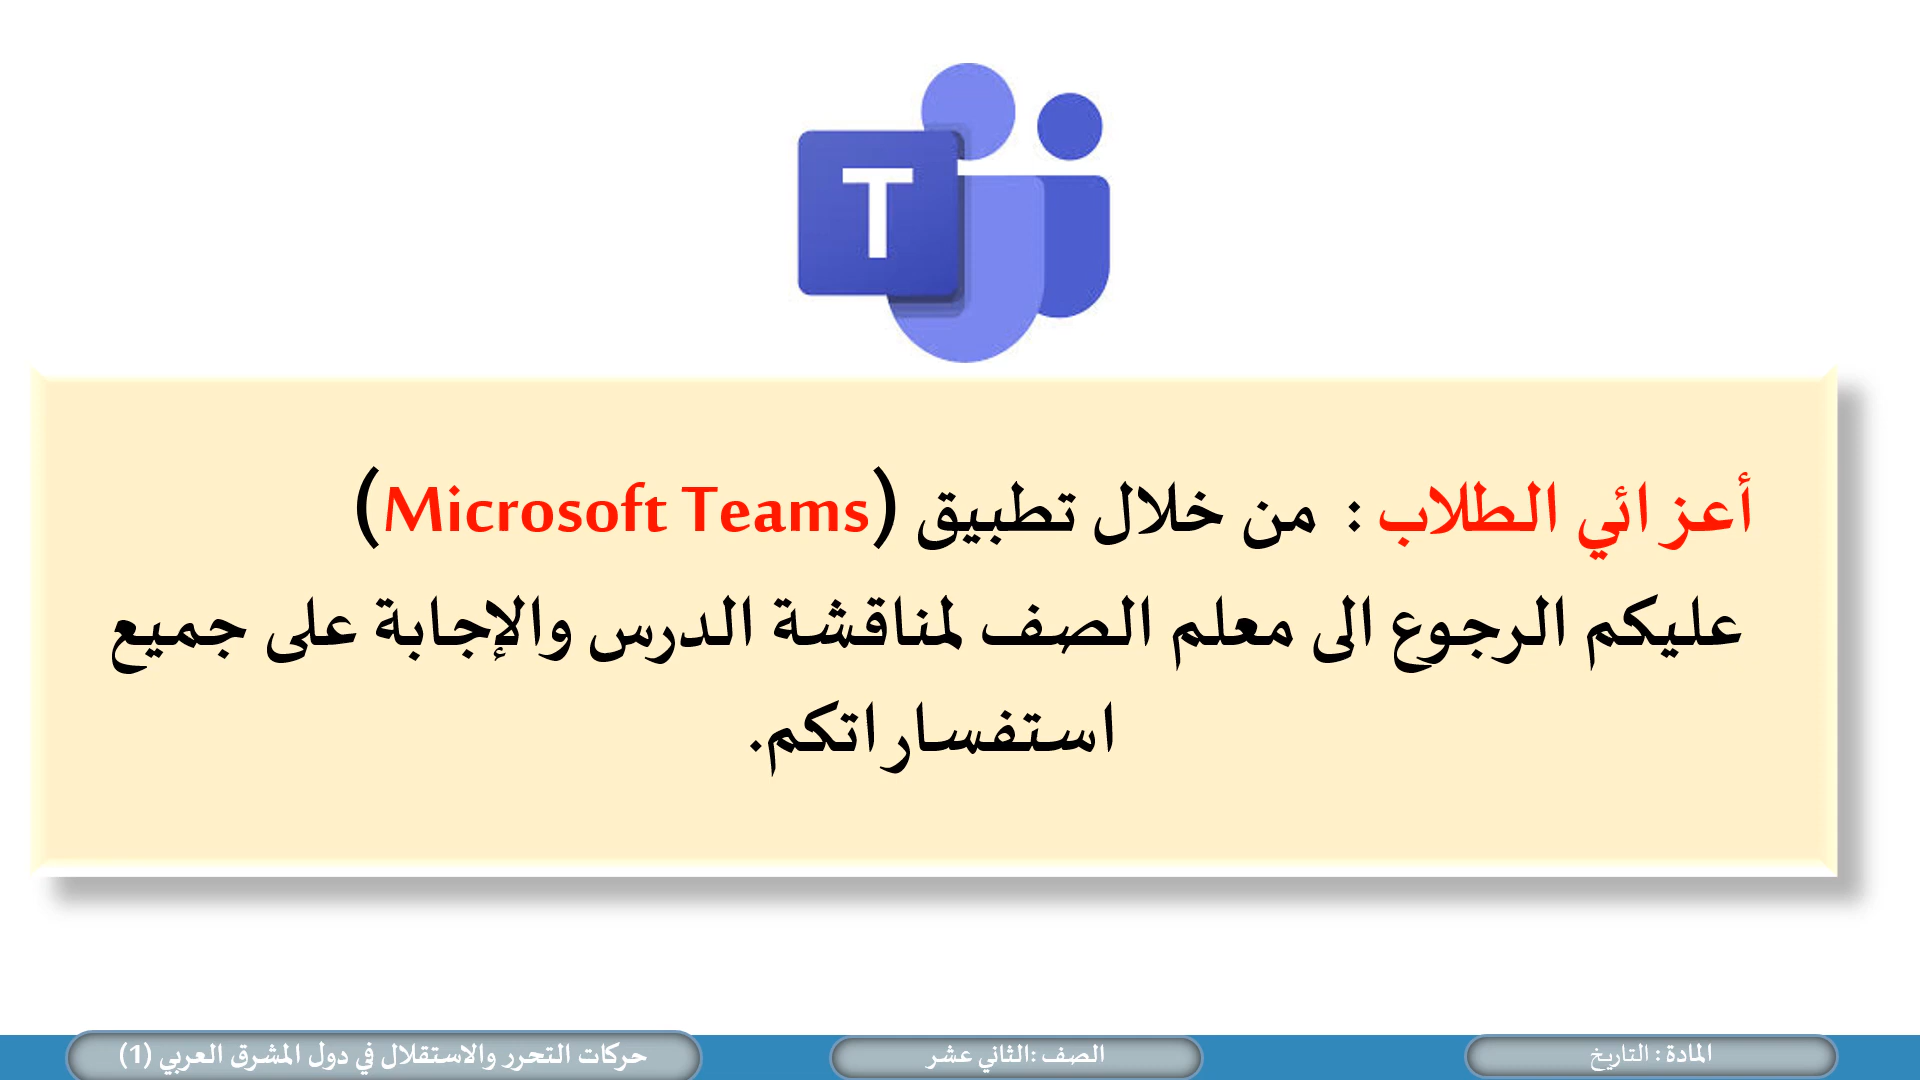 T
أعزائي الطلاب : من خلال تطبيق (Microsoft Teams)
عليكم الرجوع الى معلم الصف لمناقشة الدرس والإجابة على جميع
استفساراتكم.
المادة : التاريخ
الصف :الثاني عشر
حركات التحرر والاستقلال في دول المشرق العربي (1)